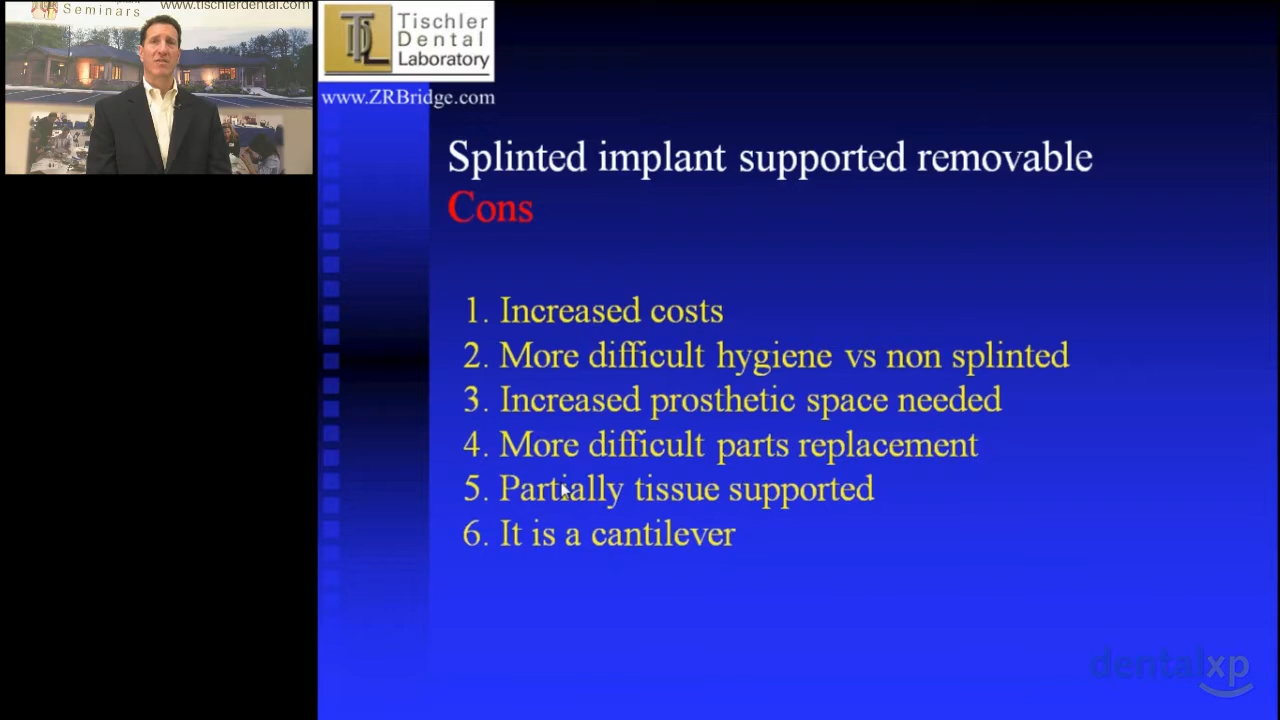 Seminars
www.tischlerdental.com
TDL
Tischler
Dental
Laboratory
www.ZRBridge.com
Splinted implant supported removable
Cons
1. Increased costs
2. More difficult hygiene vs non splinted
3. Increased prosthetic space needed
4. More difficult parts replacement
5. Partially tissue supported
6. It is a cantilever
dentalxp